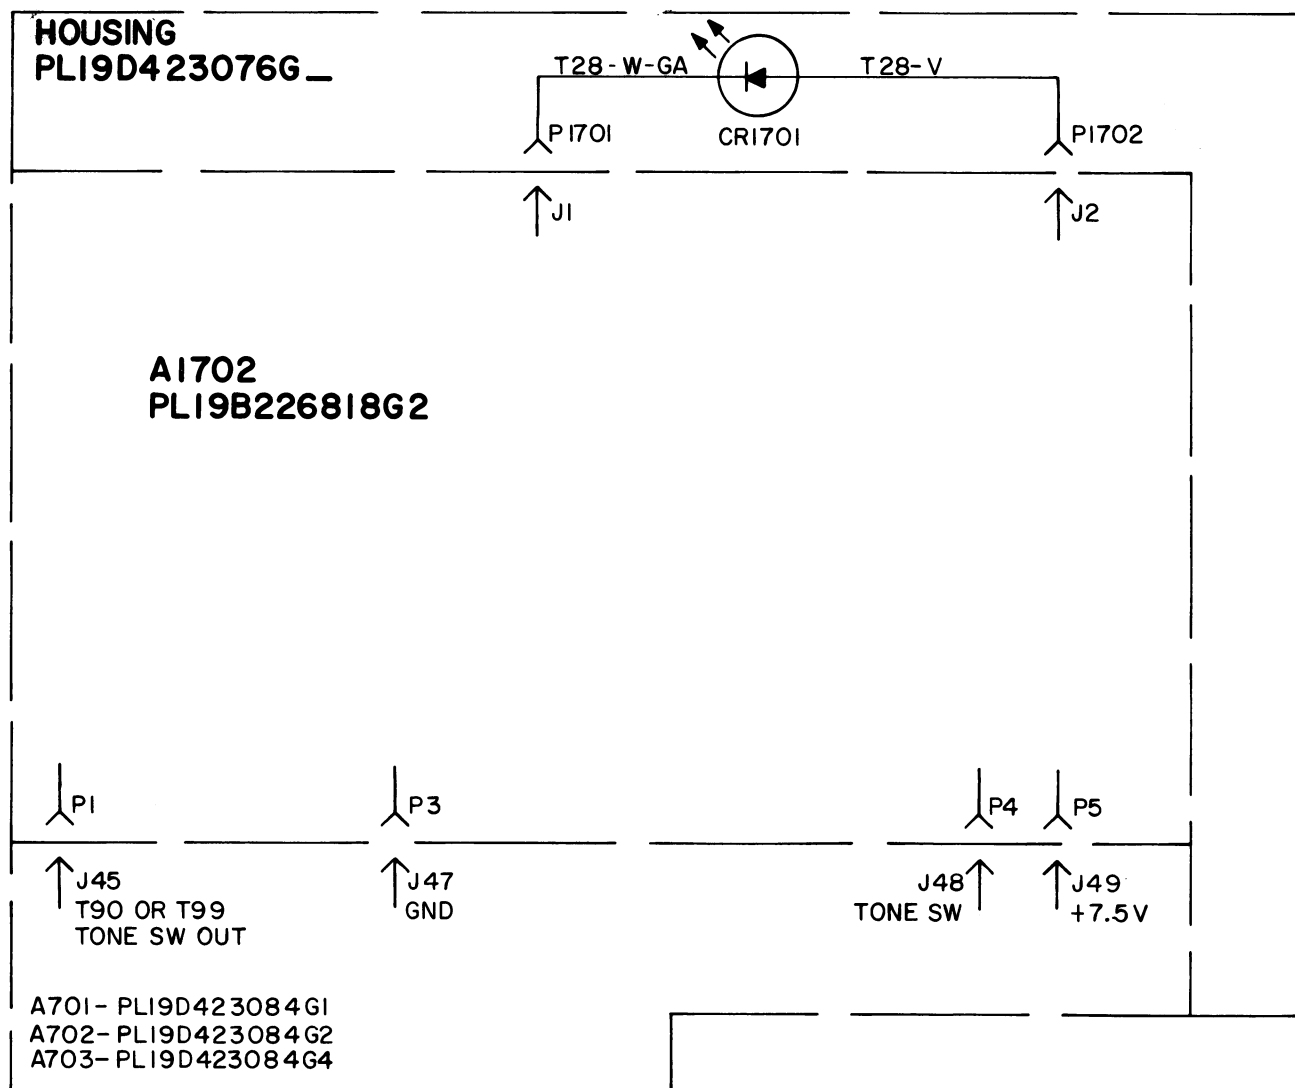 HOUSING
PL19D423076G_
T28-W-GA
T28-V
P1701
CR1701
P1702
J1
J2
A1702
PL19B226818G2
P1
P3
P4
P5
J45
T90 OR T99
TONE SW OUT
J47
GND
J48
TONE SW
J49
+7.5V
A701-PL19D423084G1
A702-PL19D423084G2
A703-PL19D423084G4